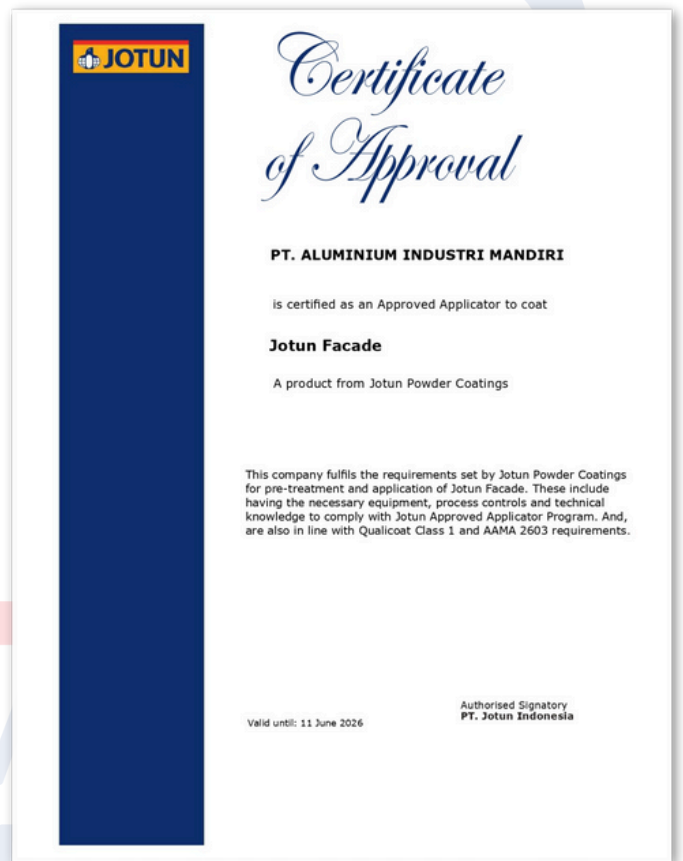 JOTUN
Certificate
of Approval
PT. ALUMINIUM INDUSTRI MANDIRI
is certified as an Approved Applicator to coat
Jotun Facade
A product from Jotun Powder Coatings
This company fulfils the requirements set by Jotun Powder Coatings
for pre-treatment and application of Jotun Facade. These include
having the necessary equipment, process controls and technical
knowledge to comply with Jotun Approved Applicator Program. And,
are also in line with Qualicoat Class 1 and AAMA 2603 requirements.
Authorised Signatory
PT. Jotun Indonesia
Valid until: 11 June 2026